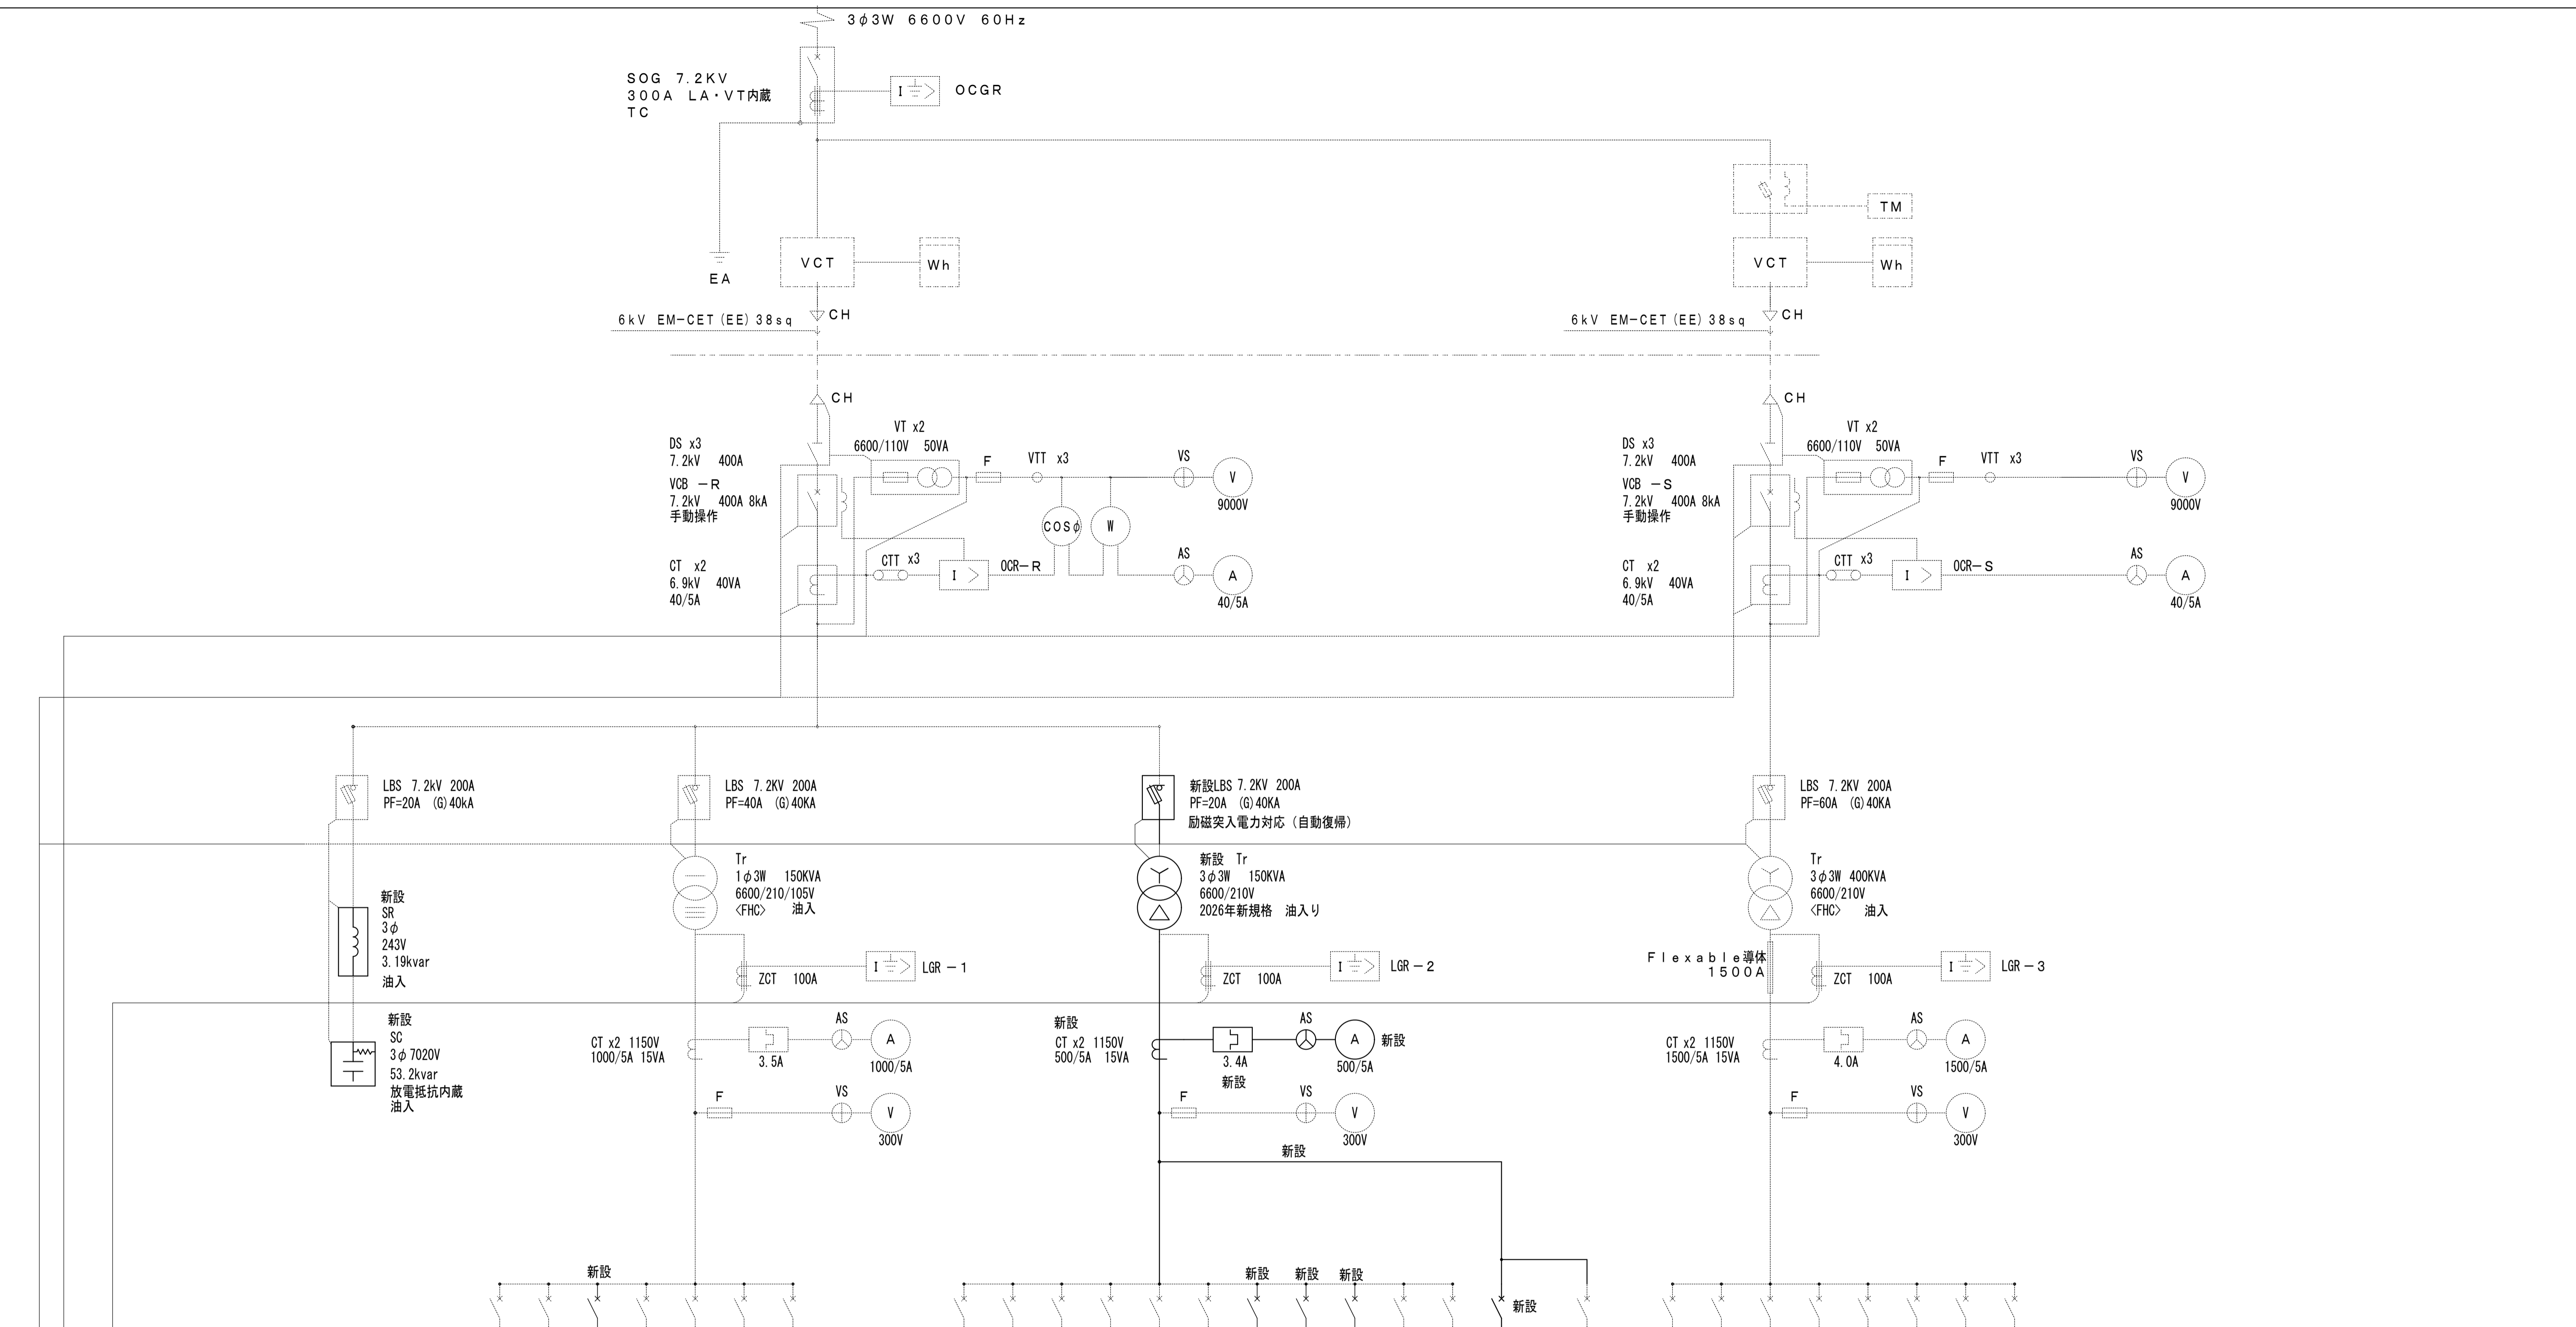 3φ3W 6600V 60Hz
SOG 7.2KV
300A LA・VT内蔵
TC
I
OCGR
TM
VCT
Wh
VCT
Wh
EA
CH
CH
6kV EM-CET(EE)38sq
6kV EM-CET(EE)38sq
CH
CH
DS x3
7.2kV 400A
VCB -R
7.2kV 400A 8kA
手動操作
CT x2
6.9kV 40VA
40/5A
VT x2
6600/110V 50VA
F
VTT x3
VS
V
9000V
COSφ
W
CTT x3
I
OCR-R
AS
A
40/5A
DS x3
7.2kV 400A
VCB -S
7.2kV 400A 8kA
手動操作
CT x2
6.9kV 40VA
40/5A
VT x2
6600/110V 50VA
F
VTT x3
VS
V
9000V
CTT x3
I
OCR-S
AS
A
40/5A
LBS 7.2kV 200A
PF=20A (G)40kA
LBS 7.2KV 200A
PF=40A (G)40KA
新設LBS 7.2KV 200A
PF=20A (G)40KA
励磁突入電力対応(自動復帰)
LBS 7.2KV 200A
PF=60A (G)40KA
Tr
1φ3W 150KVA
6600/210/105V
<FHC> 油入
新設 Tr
3φ3W 150KVA
6600/210V
2026年新規格 油入り
Tr
3φ3W 400KVA
6600/210V
<FHC> 油入
新設
SR
3φ
243V
3.19kvar
油入
新設
SC
3φ7020V
53.2kvar
放電抵抗内蔵
油入
ZCT 100A
I
LGR-1
ZCT 100A
I
LGR-2
Flexable導体
1500A
ZCT 100A
I
LGR-3
CT x2 1150V
1000/5A 15VA
3.5A
AS
A
1000/5A
F
VS
V
300V
新設
CT x2 1150V
500/5A 15VA
3.4A
新設
AS
A
新設
500/5A
F
VS
V
300V
CT x2 1150V
1500/5A 15VA
4.0A
AS
A
1500/5A
F
VS
V
300V
新設
新設
新設
新設
新設
新設